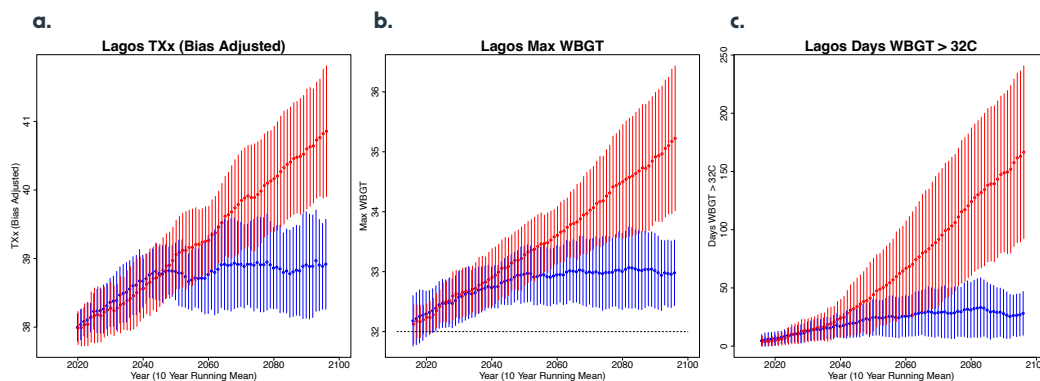 a.
Lagos TXx (Bias Adjusted)
TXx (Bias Adjusted)
38
39
40
41
2020
2040
2060
2080
2100
Year (10 Year Running Mean)
b.
Lagos Max WBGT
Max WBGT
32
33
34
35
36
2020
2040
2060
2080
2100
Year (10 Year Running Mean)
c.
Lagos Days WBGT > 32C
Days WBGT > 32C
0
50
100
150
200
250
2020
2040
2060
2080
2100
Year (10 Year Running Mean)